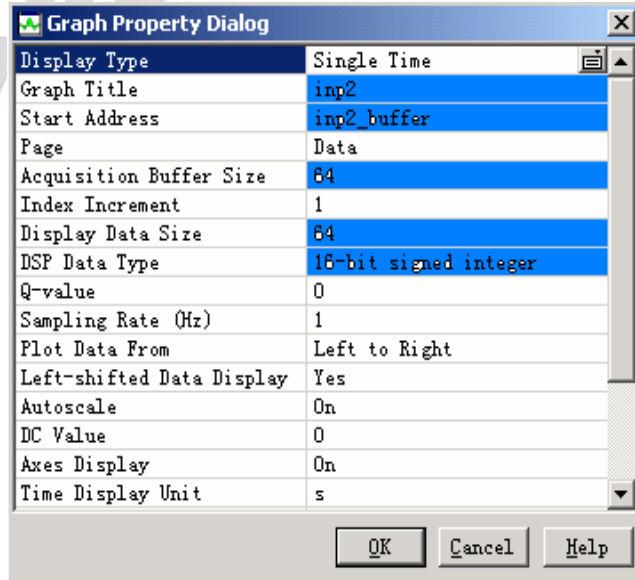 Graph Property Dialog
Display Type Single Time
Graph Title inp2
Start Address inp2_buffer
Page Data
Acquisition Buffer Size 64
Index Increment 1
Display Data Size 64
DSP Data Type 16-bit signed integer
Q-value 0
Sampling Rate (Hz) 1
Plot Data From Left to Right
Left-shifted Data Display Yes
Autoscale On
DC Value 0
Axes Display On
Time Display Unit s
OK Cancel Help